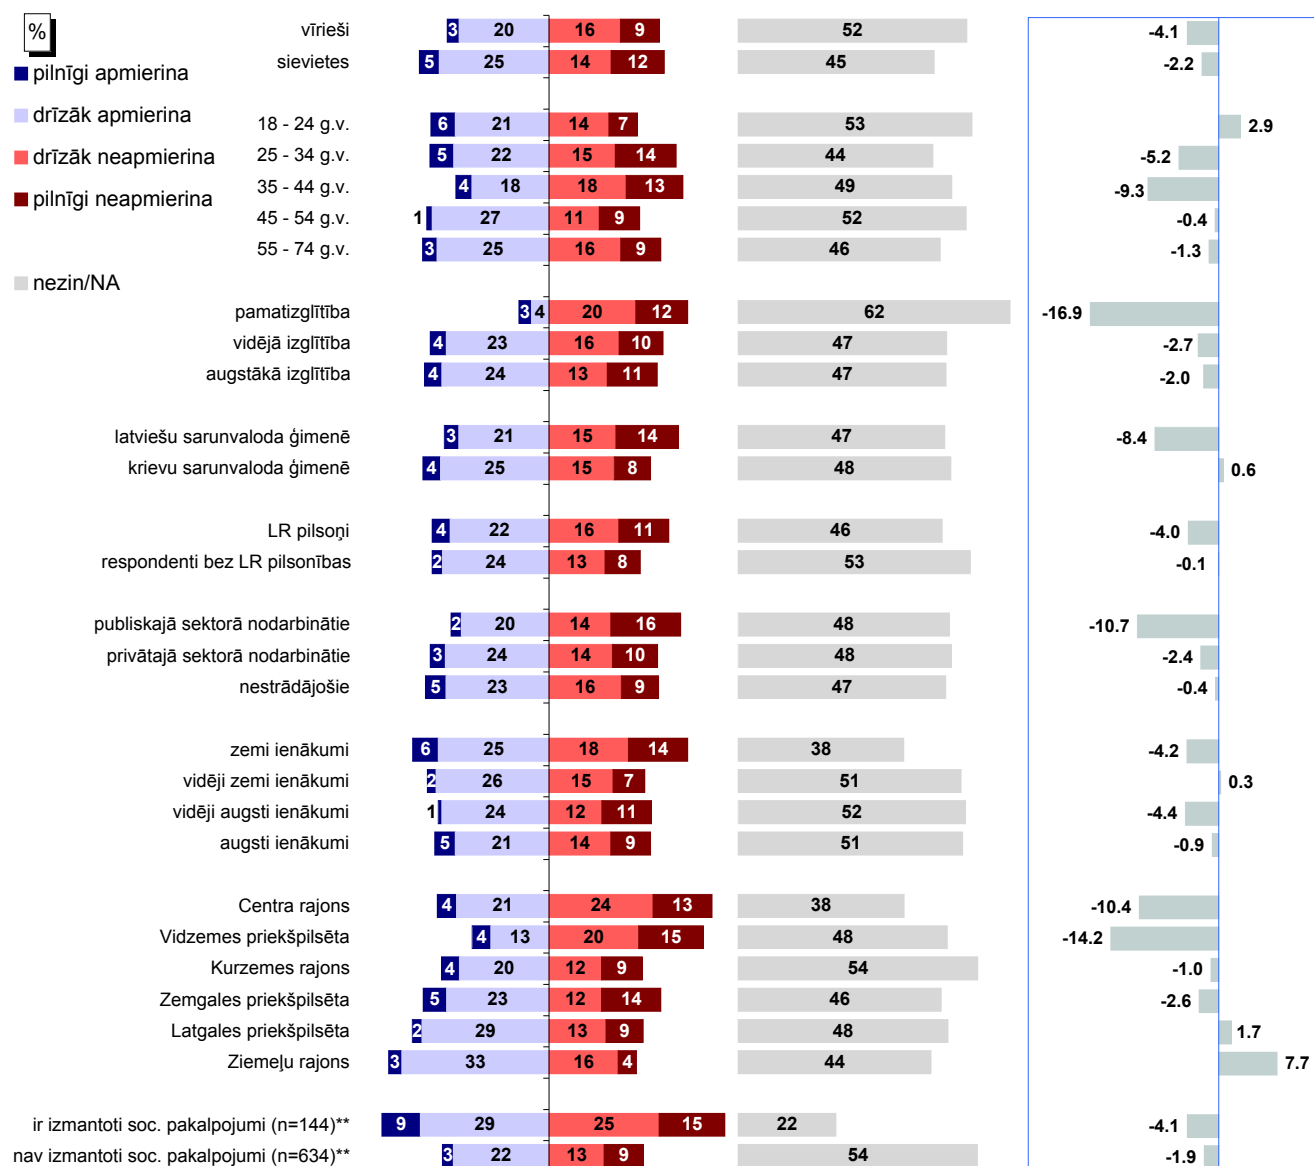 %
pilnīgi apmierina
drīzāk apmierina
drīzāk neapmierina
pilnīgi neapmierina
nezin/NA
vīrieši 3 20 16 9 52 -4.1
sievietes 5 25 14 12 45 -2.2
18 - 24 g.v. 6 21 14 7 53 2.9
25 - 34 g.v. 5 22 15 14 44 -5.2
35 - 44 g.v. 4 18 18 13 49 -9.3
45 - 54 g.v. 1 27 11 9 52 -0.4
55 - 74 g.v. 3 25 16 9 46 -1.3
pamatizglītība 3 4 20 12 62 -16.9
vidējā izglītība 4 23 16 10 47 -2.7
augstākā izglītība 4 24 13 11 47 -2.0
latviešu sarunvaloda ģimenē 3 21 15 14 47 -8.4
krievu sarunvaloda ģimenē 4 25 15 8 48 0.6
LR pilsoņi 4 22 16 11 46 -4.0
respondenti bez LR pilsonības 2 24 13 8 53 -0.1
publiskajā sektorā nodarbinātie 2 20 14 16 48 -10.7
privātajā sektorā nodarbinātie 3 24 14 10 48 -2.4
nestrādājošie 5 23 16 9 47 -0.4
zemi ienākumi 6 25 18 14 38 -4.2
vidēji zemi ienākumi 2 26 15 7 51 0.3
vidēji augsti ienākumi 1 24 12 11 52 -4.4
augsti ienākumi 5 21 14 9 51 -0.9
Centra rajons 4 21 24 13 38 -10.4
Vidzemes priekšpilsēta 4 13 20 15 48 -14.2
Kurzemes rajons 4 20 12 9 54 -1.0
Zemgales priekšpilsēta 5 23 12 14 46 -2.6
Latgales priekšpilsēta 2 29 13 9 48 1.7
Ziemeļu rajons 3 33 16 4 44 7.7
ir izmantoti soc. pakalpojumi (n=144)** 9 29 25 15 22 -4.1
nav izmantoti soc. pakalpojumi (n=634)** 3 22 13 9 54 -1.9